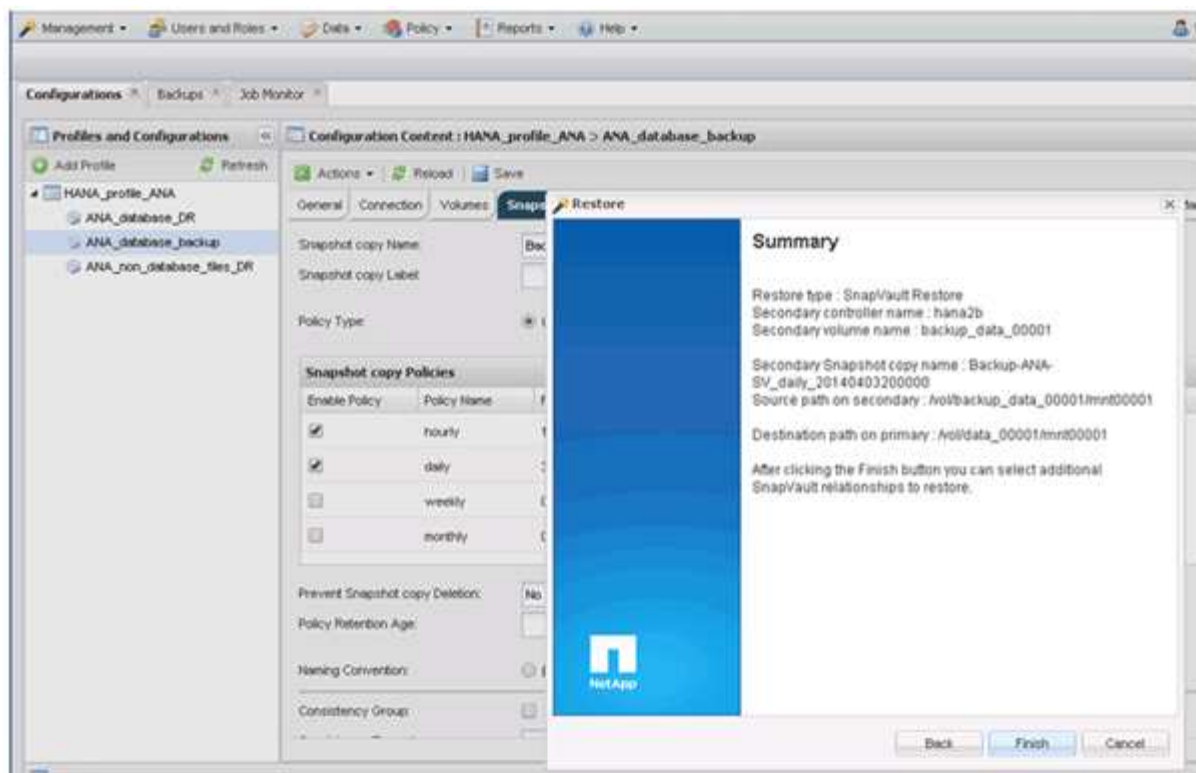 Management Users and Roles Data Policy Reports Help
Configurations Backups Job Monitor
Profiles and Configurations
Add Profile Refresh
HANA_profile_ANA
ANA_database_DR
ANA_database_backup
ANA_non_database_files_DR
Configuration Content : HANA_profile_ANA > ANA_database_backup
Actions Reload Save
General Connection Volumes
Snapshot copy Name:
Snapshot copy Label:
Policy Type:
Snapshot copy Policies
Enable Policy Policy Name
hourly
daily
weekly
monthly
Prevent Snapshot copy Deletion: No
Policy Retention Age:
Naming Convention:
Consistency Group:
Restore
Summary
Restore type : SnapVault Restore
Secondary controller name : hana2b
Secondary volume name : backup_data_00001
Secondary Snapshot copy name : Backup-ANA-
SV_daily_20140403200000
Source path on secondary : /vol/backup_data_00001/mnt00001
Destination path on primary : /vol/data_00001/mnt00001
After clicking the Finish button you can select additional
SnapVault relationships to restore.
NetApp
Back Finish Cancel